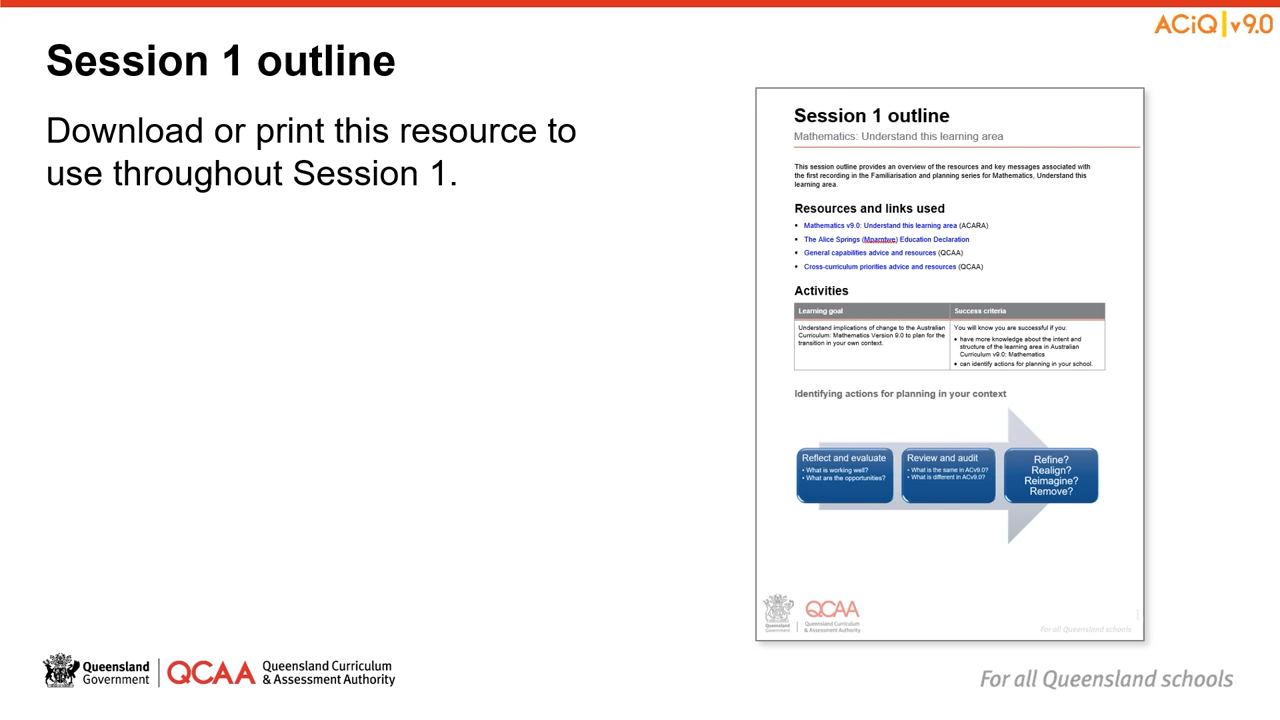 ACiQ v9.0
Session 1 outline
Download or print this resource to
use throughout Session 1.
Session 1 outline
Mathematics: Understand this learning area
This session outline provides an overview of the resources and key messages associated with
the first recording in the Familiarisation and planning series for Mathematics, Understand this
learning area.
Resources and links used
• Mathematics v9.0: Understand this learning area (ACARA)
• The Alice Springs (Mparntwe) Education Declaration
• General capabilities advice and resources (QCAA)
• Cross-curriculum priorities advice and resources (QCAA)
Activities
Learning goal
Success criteria
Understand implications of change to the Australian
Curriculum: Mathematics Version 9.0 to plan for the
transition in your own context.
You will know you are successful if you:
• have more knowledge about the intent and
structure of the learning area in Australian
Curriculum v9.0: Mathematics
• can identify actions for planning in your school.
Identifying actions for planning in your context
Reflect and evaluate
• What is working well?
• What are the opportunities?
Review and audit
• What is the same in ACv9.0?
• What is different in ACv9.0?
Refine?
Realign?
Reimagine?
Remove?
Queensland
Government
QCAA
Queensland Curriculum
& Assessment Authority
For all Queensland schools
Queensland
Government
QCAA
Queensland Curriculum
& Assessment Authority
For all Queensland schools